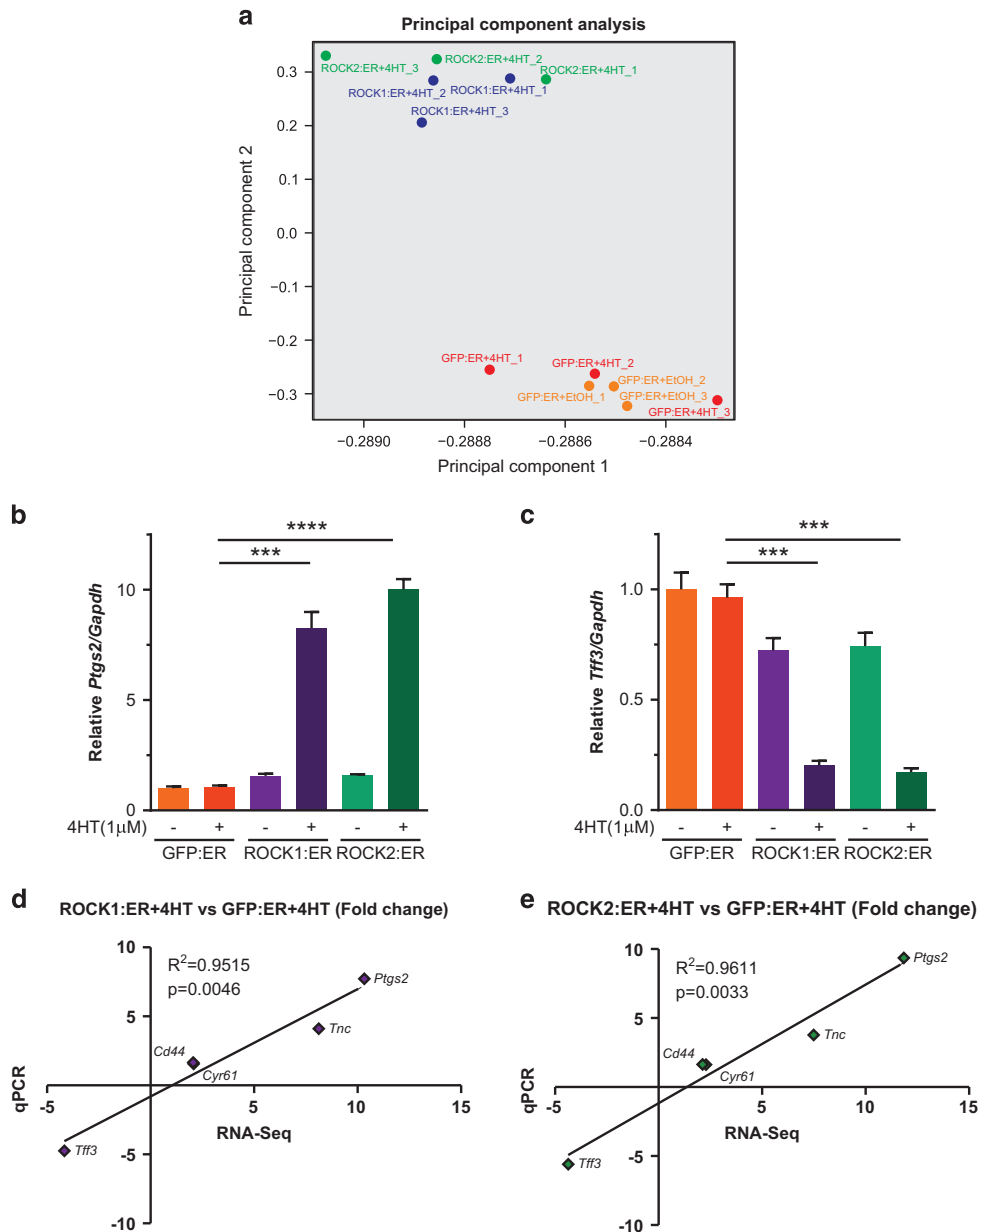 a
Principal component analysis
ROCK2:ER+4HT_3
ROCK2:ER+4HT_2
ROCK2:ER+4HT_1
ROCK1:ER+4HT_2
ROCK1:ER+4HT_1
ROCK1:ER+4HT_3
GFP:ER+4HT_1
GFP:ER+4HT_2
GFP:ER+EtOH_2
GFP:ER+EtOH_1
GFP:ER+EtOH_3
GFP:ER+4HT_3
0.3
0.2
0.1
0.0
−0.1
−0.2
−0.3
Principal component 2
−0.2890
−0.2888
−0.2886
−0.2884
Principal component 1
b
****
***
10
5
0
Relative Ptgs2/Gapdh
4HT(1μM)
-
+
-
+
-
+
GFP:ER
ROCK1:ER
ROCK2:ER
c
***
***
1.0
0.5
0.0
Relative Tff3/Gapdh
4HT(1μM)
-
+
-
+
-
+
GFP:ER
ROCK1:ER
ROCK2:ER
d
ROCK1:ER+4HT vs GFP:ER+4HT (Fold change)
R2=0.9515
p=0.0046
Ptgs2
Tnc
Cd44
Cyr61
Tff3
10
5
-5
-10
-5
5
10
15
qPCR
RNA-Seq
e
ROCK2:ER+4HT vs GFP:ER+4HT (Fold change)
R2=0.9611
p=0.0033
Ptgs2
Tnc
Cd44
Cyr61
Tff3
10
5
-5
-10
-5
5
10
15
qPCR
RNA-Seq